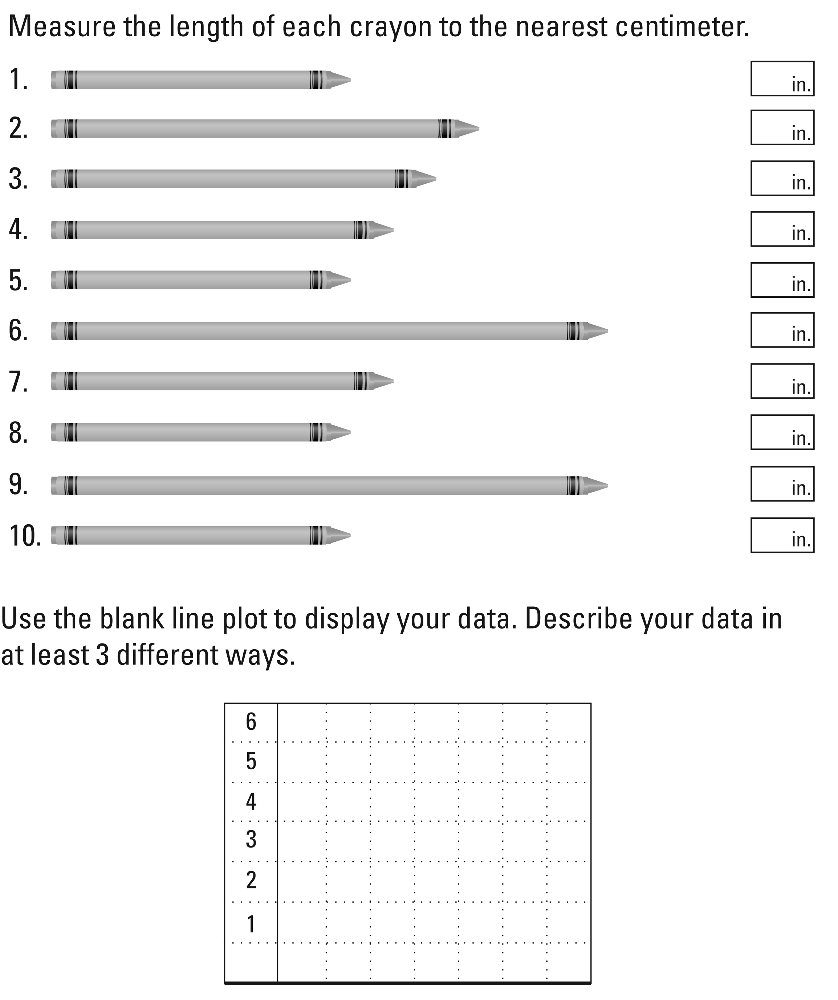 Measure the length of each crayon to the nearest centimeter.
1. in.
2. in.
3. in.
4. in.
5. in.
6. in.
7. in.
8. in.
9. in.
10. in.
Use the blank line plot to display your data. Describe your data in
at least 3 different ways.
6
5
4
3
2
1